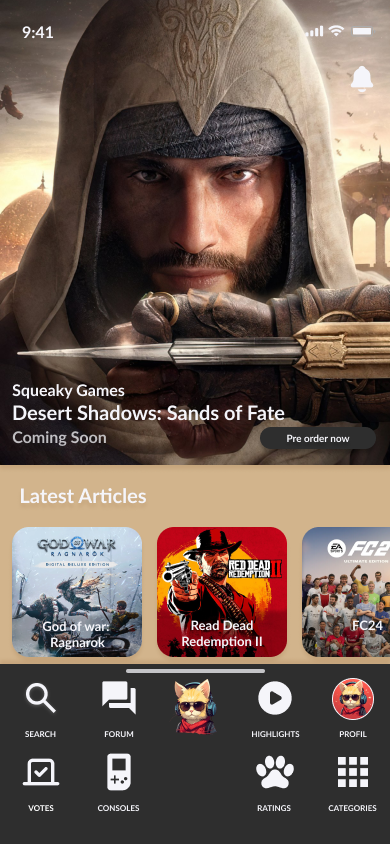 9:41
Squeaky Games
Desert Shadows: Sands of Fate
Coming Soon
Pre order now
Latest Articles
GOD OF WAR
RAGNARÖK
DIGITAL DELUXE EDITION
God of war:
Ragnarok
RED DEAD
REDEMPTION II
Read Dead
Redemption II
EA
SPORTS
FC2
ULTIMATE EDITION
FC24
SEARCH
FORUM
HIGHLIGHTS
PROFIL
VOTES
CONSOLES
RATINGS
CATEGORIES